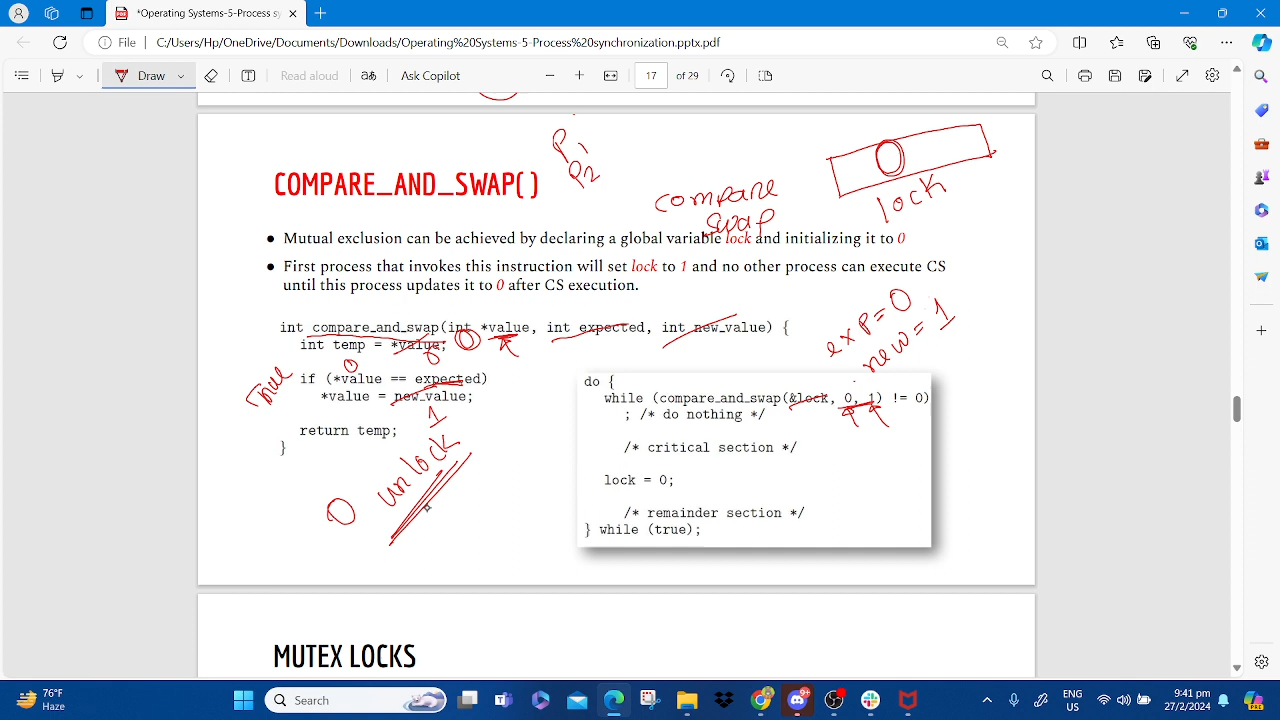 *Operating Systems-5-Process sy
File
C:/Users/Hp/OneDrive/Documents/Downloads/Operating%20Systems-5-Process%20synchronization.pptx.pdf
Draw
Read aloud
Ask Copilot
17
of 29
P1
P2
compare
swap
lock
COMPARE_AND_SWAP()
● Mutual exclusion can be achieved by declaring a global variable lock and initializing it to 0
● First process that invokes this instruction will set lock to 1 and no other process can execute CS
until this process updates it to 0 after CS execution.
exp=0
new=1
int compare_and_swap(int *value, int expected, int new_value) {
int temp = *value;
0
0
0
True
if (*value == expected)
*value = new_value;
1
return temp;
}
0
unlock
do {
while (compare_and_swap(&lock, 0, 1) != 0)
; /* do nothing */
/* critical section */
lock = 0;
/* remainder section */
} while (true);
MUTEX LOCKS
76°F
Haze
Search
ENG
US
9:41 pm
27/2/2024